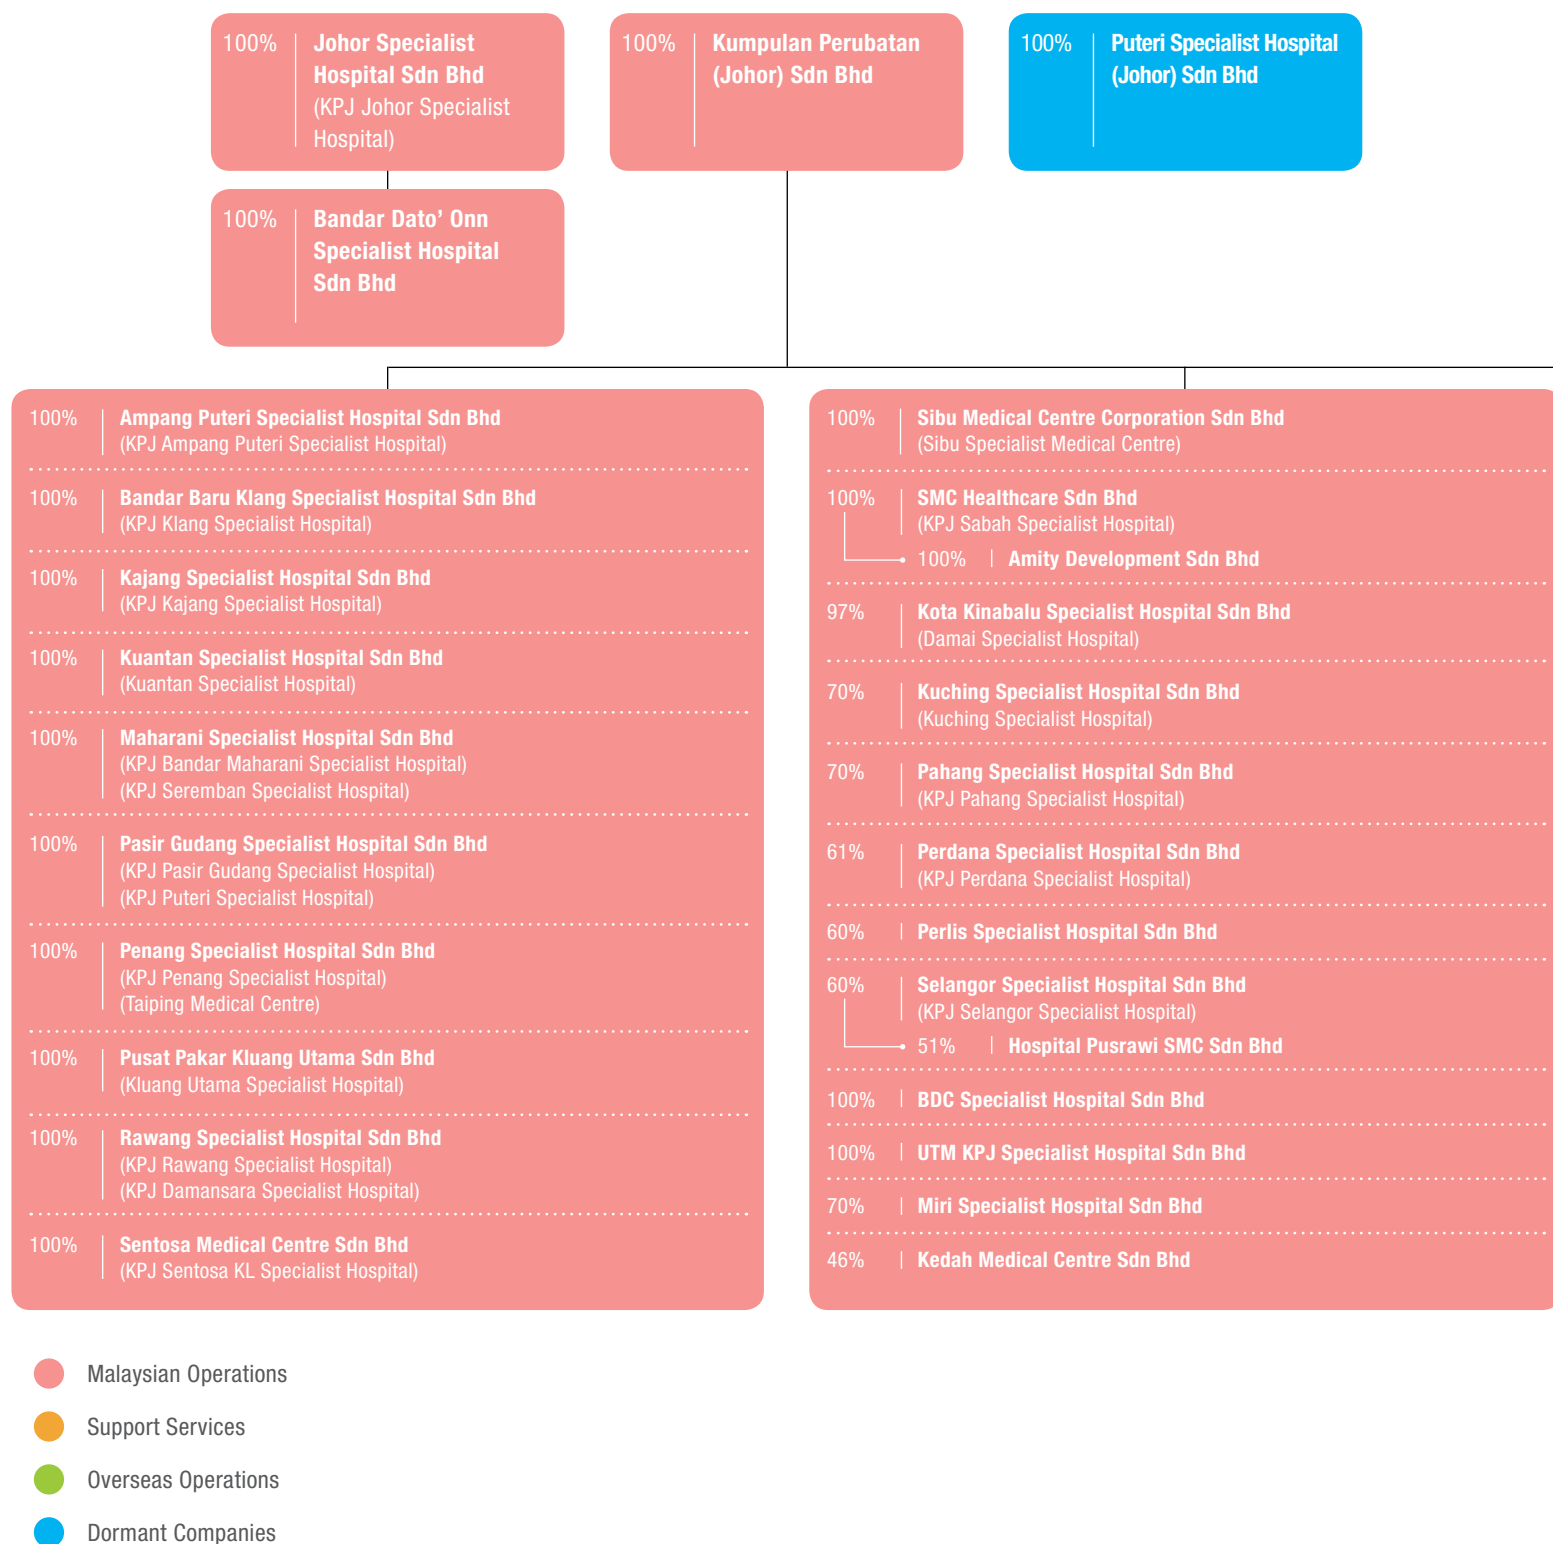 100%
Johor Specialist
Hospital Sdn Bhd
(KPJ Johor Specialist
Hospital)
100%
Kumpulan Perubatan
(Johor) Sdn Bhd
100%
Puteri Specialist Hospital
(Johor) Sdn Bhd
100%
Bandar Dato’ Onn
Specialist Hospital
Sdn Bhd
100% Ampang Puteri Specialist Hospital Sdn Bhd
(KPJ Ampang Puteri Specialist Hospital)
100% Bandar Baru Klang Specialist Hospital Sdn Bhd
(KPJ Klang Specialist Hospital)
100% Kajang Specialist Hospital Sdn Bhd
(KPJ Kajang Specialist Hospital)
100% Kuantan Specialist Hospital Sdn Bhd
(Kuantan Specialist Hospital)
100% Maharani Specialist Hospital Sdn Bhd
(KPJ Bandar Maharani Specialist Hospital)
(KPJ Seremban Specialist Hospital)
100% Pasir Gudang Specialist Hospital Sdn Bhd
(KPJ Pasir Gudang Specialist Hospital)
(KPJ Puteri Specialist Hospital)
100% Penang Specialist Hospital Sdn Bhd
(KPJ Penang Specialist Hospital)
(Taiping Medical Centre)
100% Pusat Pakar Kluang Utama Sdn Bhd
(Kluang Utama Specialist Hospital)
100% Rawang Specialist Hospital Sdn Bhd
(KPJ Rawang Specialist Hospital)
(KPJ Damansara Specialist Hospital)
100% Sentosa Medical Centre Sdn Bhd
(KPJ Sentosa KL Specialist Hospital)
100% Sibu Medical Centre Corporation Sdn Bhd
(Sibu Specialist Medical Centre)
100% SMC Healthcare Sdn Bhd
(KPJ Sabah Specialist Hospital)
100% Amity Development Sdn Bhd
97% Kota Kinabalu Specialist Hospital Sdn Bhd
(Damai Specialist Hospital)
70% Kuching Specialist Hospital Sdn Bhd
(Kuching Specialist Hospital)
70% Pahang Specialist Hospital Sdn Bhd
(KPJ Pahang Specialist Hospital)
61% Perdana Specialist Hospital Sdn Bhd
(KPJ Perdana Specialist Hospital)
60% Perlis Specialist Hospital Sdn Bhd
60% Selangor Specialist Hospital Sdn Bhd
(KPJ Selangor Specialist Hospital)
51% Hospital Pusrawi SMC Sdn Bhd
100% BDC Specialist Hospital Sdn Bhd
100% UTM KPJ Specialist Hospital Sdn Bhd
70% Miri Specialist Hospital Sdn Bhd
46% Kedah Medical Centre Sdn Bhd
Malaysian Operations
Support Services
Overseas Operations
Dormant Companies